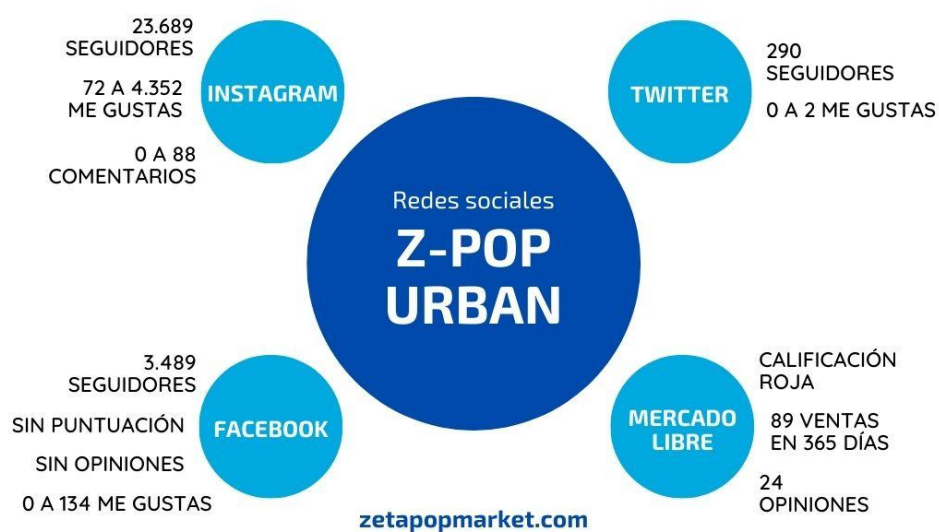 23.689
SEGUIDORES
72 A 4.352
ME GUSTAS
0 A 88
COMENTARIOS
INSTAGRAM
TWITTER
290
SEGUIDORES
0 A 2 ME GUSTAS
Redes sociales
Z-POP
URBAN
3.489
SEGUIDORES
SIN PUNTUACIÓN
SIN OPINIONES
0 A 134 ME GUSTAS
FACEBOOK
MERCADO
LIBRE
CALIFICACIÓN
ROJA
89 VENTAS
EN 365 DÍAS
24
OPINIONES
zetapopmarket.com